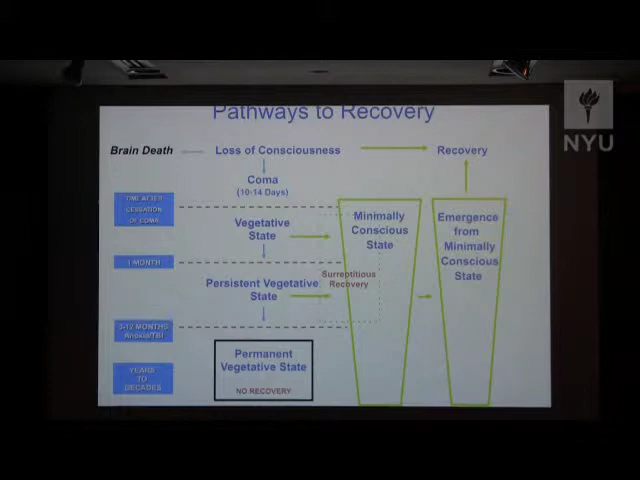 Pathways to Recovery
NYU
Brain Death
Loss of Consciousness
Recovery
Coma
(10-14 Days)
TIME AFTER
CESSATION
OF COMA
Vegetative
State
Minimally
Conscious
State
Emergence
from
Minimally
Conscious
State
1 MONTH
Surreptitious
Recovery
Persistent Vegetative
State
3-12 MONTHS
Anoxia/TBI
Permanent
Vegetative State
NO RECOVERY
YEARS
TO
DECADES